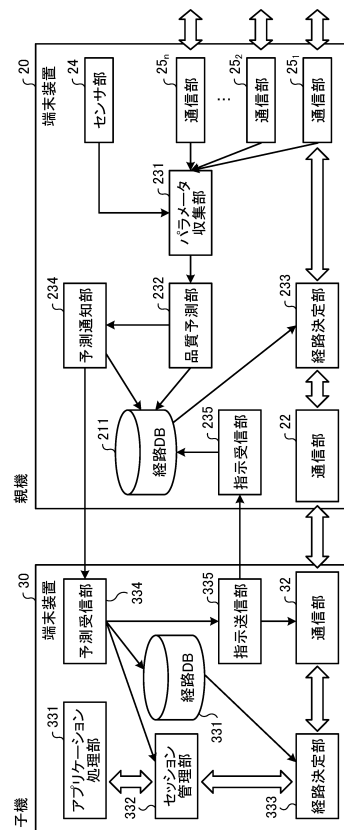 子機
30
端末装置
331
アプリケーション
処理部
332
セッション
管理部
333
経路決定部
経路DB
331
予測受信部
334
指示送信部
335
32
通信部
親機
20
端末装置
234
予測通知部
211
経路DB
235
指示受信部
22
通信部
232
品質予測部
233
経路決定部
231
パラメータ
収集部
24
センサ部
25n
通信部
…
252
通信部
251
通信部